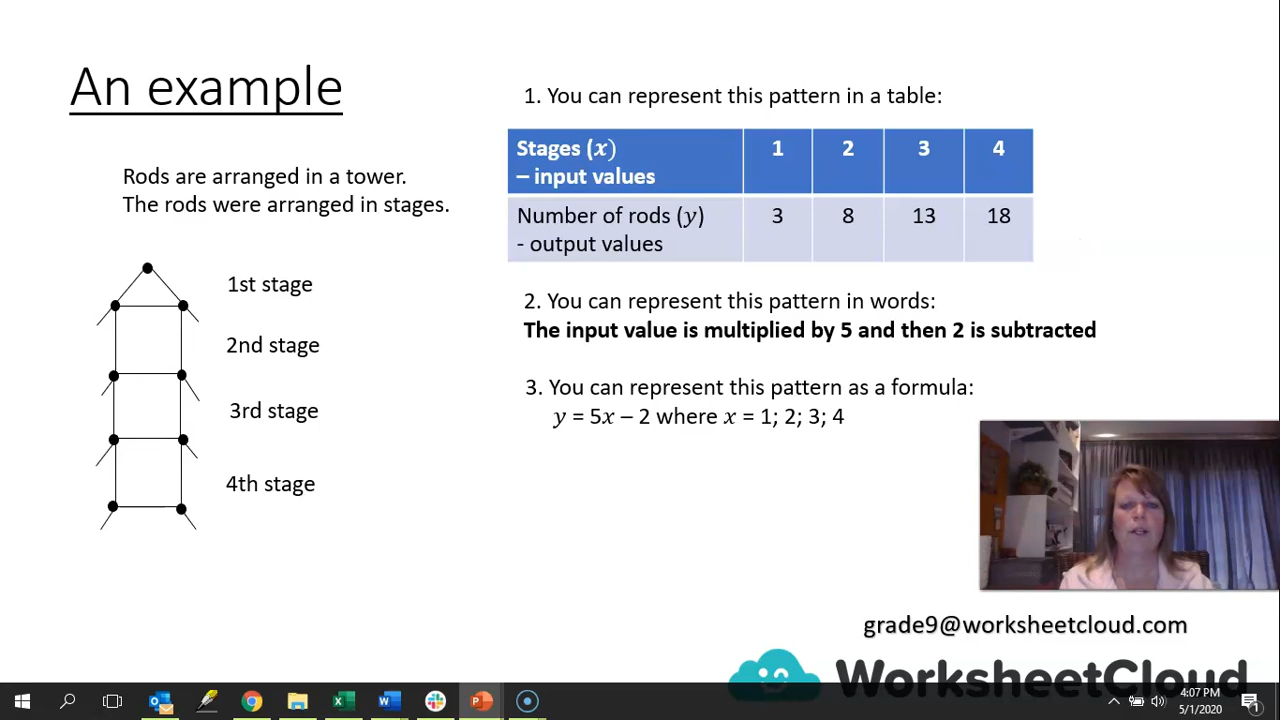 An example
Rods are arranged in a tower.
The rods were arranged in stages.
1st stage
2nd stage
3rd stage
4th stage
1. You can represent this pattern in a table:
Stages (x) 1 2 3 4
– input values
Number of rods (y) 3 8 13 18
- output values
2. You can represent this pattern in words:
The input value is multiplied by 5 and then 2 is subtracted
3. You can represent this pattern as a formula:
y = 5x – 2 where x = 1; 2; 3; 4
grade9@worksheetcloud.com
WorksheetCloud
4:07 PM
5/1/2020